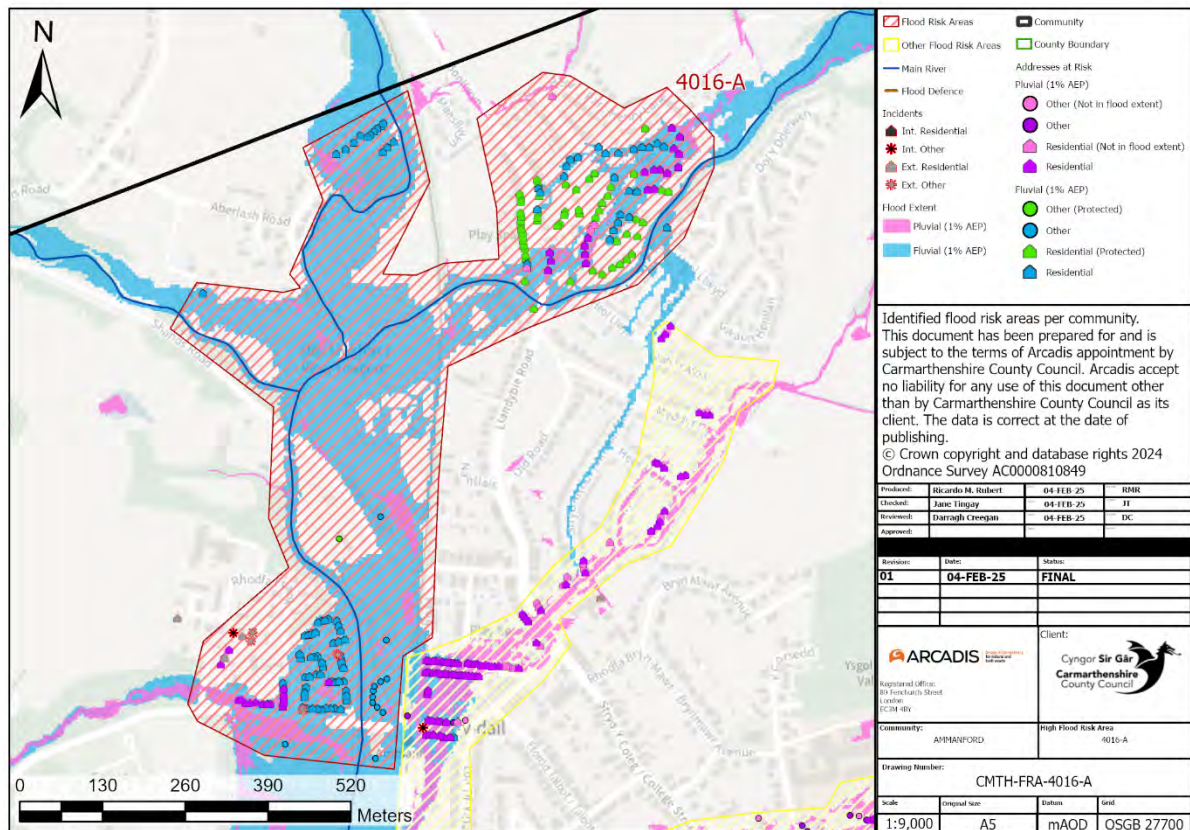 N
4016-A
Aberlash Road
Shands Road
Llandybie Road
Old Road
Bryn Mawr Avenue
0 130 260 390 520
Meters
Flood Risk Areas
Other Flood Risk Areas
Main River
Flood Defence
Incidents
Int. Residential
Int. Other
Ext. Residential
Ext. Other
Flood Extent
Pluvial (1% AEP)
Fluvial (1% AEP)
Community
County Boundary
Addresses at Risk
Pluvial (1% AEP)
Other (Not in flood extent)
Other
Residential (Not in flood extent)
Residential
Fluvial (1% AEP)
Other (Protected)
Other
Residential (Protected)
Residential
Identified flood risk areas per community.
This document has been prepared for and is
subject to the terms of Arcadis appointment by
Carmarthenshire County Council. Arcadis accept
no liability for any use of this document other
than by Carmarthenshire County Council as its
client. The data is correct at the date of
publishing.
© Crown copyright and database rights 2024
Ordnance Survey AC0000810849
Produced: Ricardo M. Rubert 04-FEB-25 RMR
Checked: Jane Tingay 04-FEB-25 JT
Reviewed: Darragh Creegan 04-FEB-25 DC
Approved:
Revision: Date: Status:
01 04-FEB-25 FINAL
ARCADIS
Registered Office:
80 Fenchurch Street
London
EC3M 4BY
Client:
Cyngor Sir Gâr
Carmarthenshire
County Council
Community: High Flood Risk Area
AMMANFORD 4016-A
Drawing Number:
CMTH-FRA-4016-A
Scale Original Size Datum Grid
1:9,000 A5 mAOD OSGB 27700